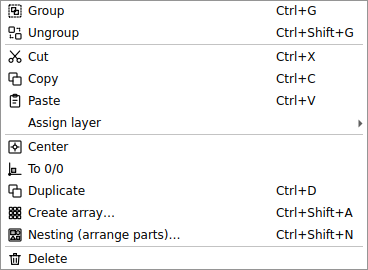 Group Ctrl+G
Ungroup Ctrl+Shift+G
Cut Ctrl+X
Copy Ctrl+C
Paste Ctrl+V
Assign layer
Center
To 0/0
Duplicate Ctrl+D
Create array... Ctrl+Shift+A
Nesting (arrange parts)... Ctrl+Shift+N
Delete